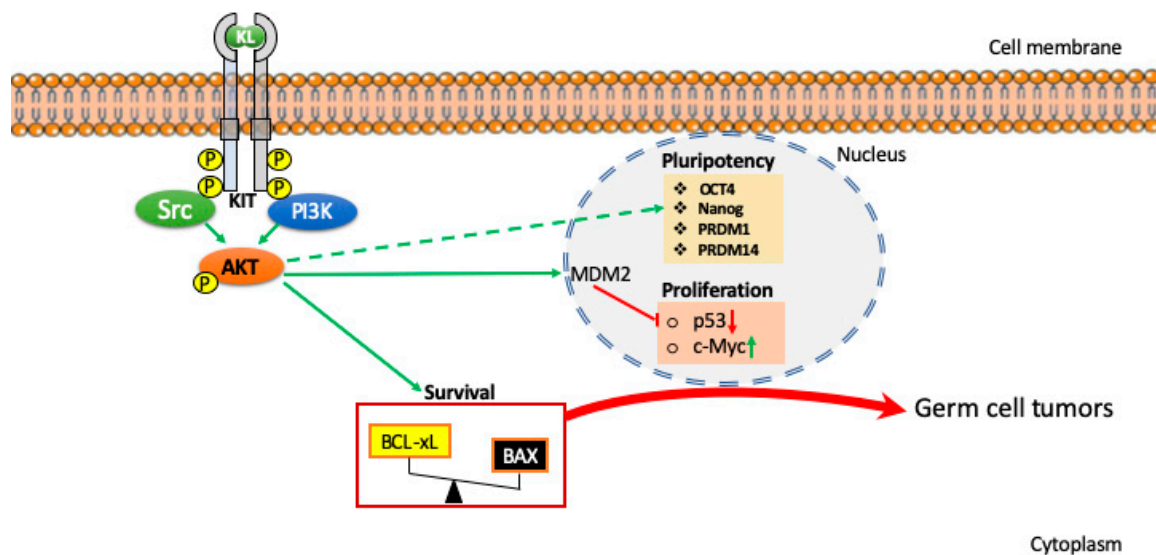 KL
Cell membrane
P
P
P
P
KIT
Src
PI3K
AKT
P
Nucleus
Pluripotency
❖ OCT4
❖ Nanog
❖ PRDM1
❖ PRDM14
MDM2
Proliferation
o p53
o c-Myc
Survival
BCL-xL
BAX
Germ cell tumors
Cytoplasm